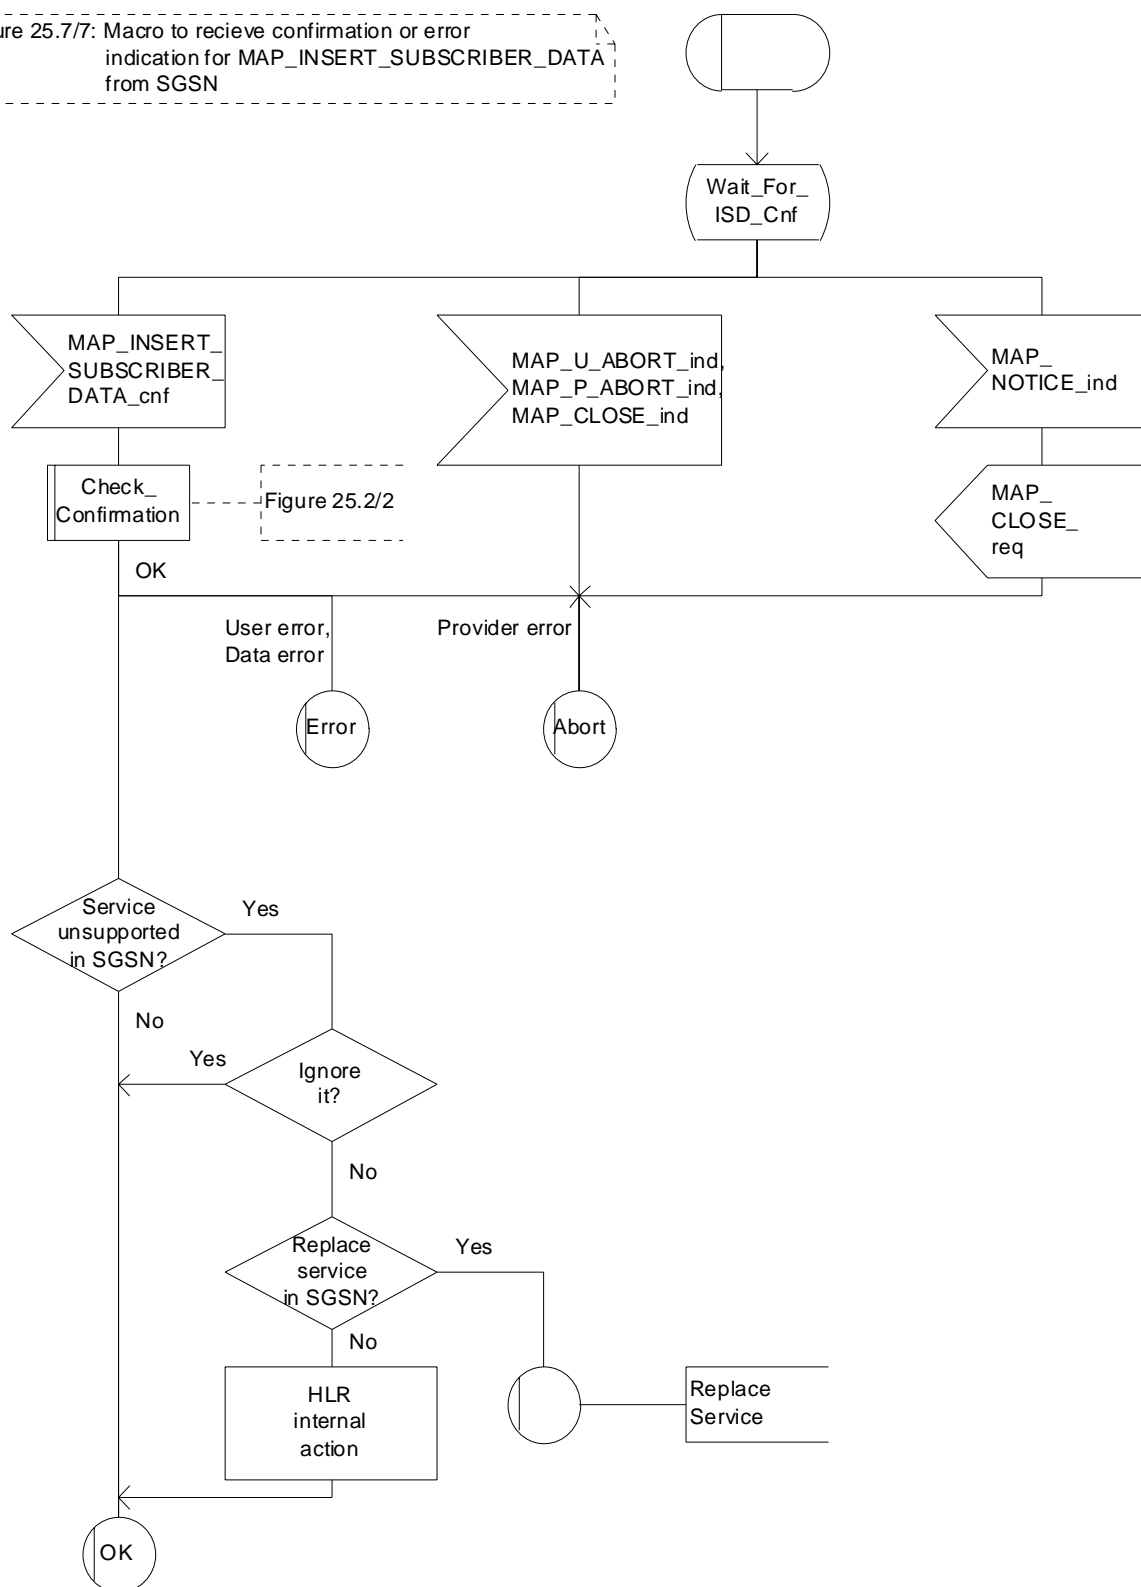 ure 25.7/7: Macro to recieve confirmation or error
indication for MAP_INSERT_SUBSCRIBER_DATA
from SGSN
Wait_For_
ISD_Cnf
MAP_INSERT_
SUBSCRIBER_
DATA_cnf
MAP_U_ABORT_ind,
MAP_P_ABORT_ind,
MAP_CLOSE_ind
MAP_
NOTICE_ind
Check_
Confirmation
Figure 25.2/2
MAP_
CLOSE_
req
OK
User error,
Data error
Provider error
Error
Abort
Service
unsupported
in SGSN?
Yes
No
Yes
Ignore
it?
No
Replace
service
in SGSN?
Yes
No
HLR
internal
action
Replace
Service
OK